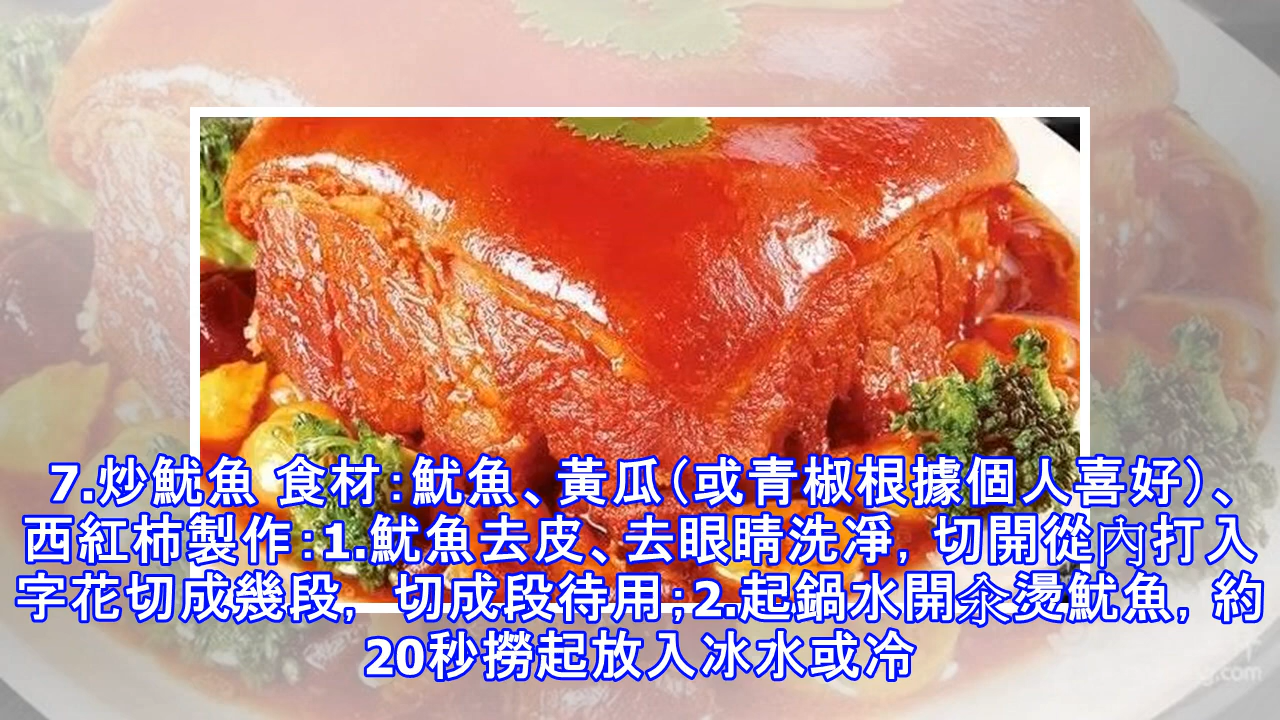 7.炒魷魚 食材：魷魚、黃瓜（或青椒根據個人喜好）、
西紅柿製作：1.魷魚去皮、去眼睛洗凈，切開從內打入
字花切成幾段，切成段待用；2.起鍋水開汆燙魷魚，約
20秒撈起放入冰水或冷